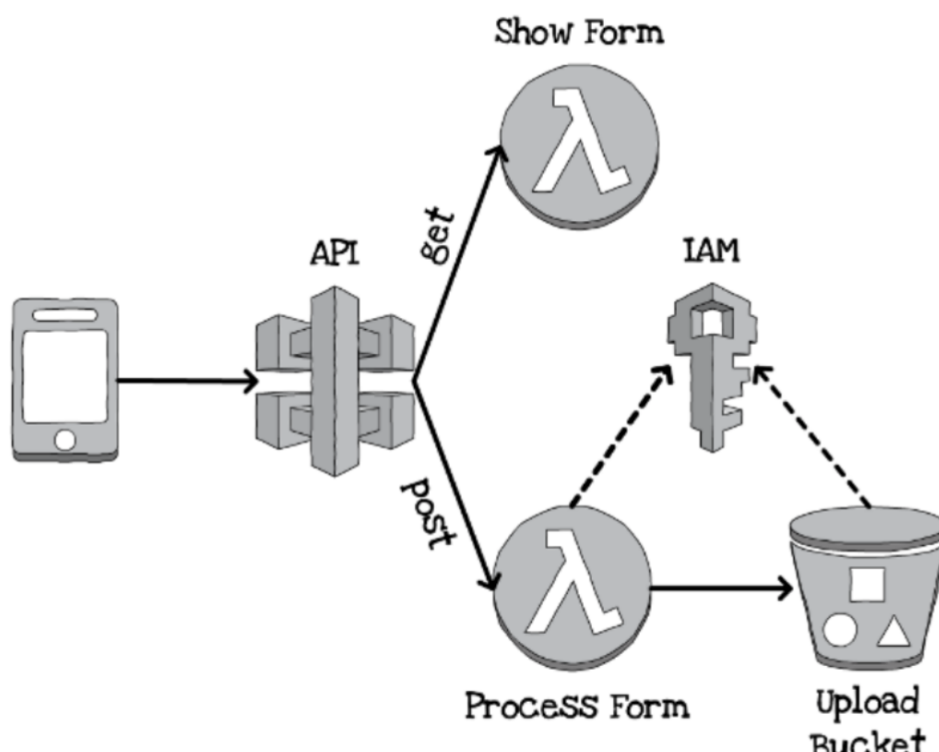 Show Form
get
API
IAM
post
Process Form
Upload
Bucket